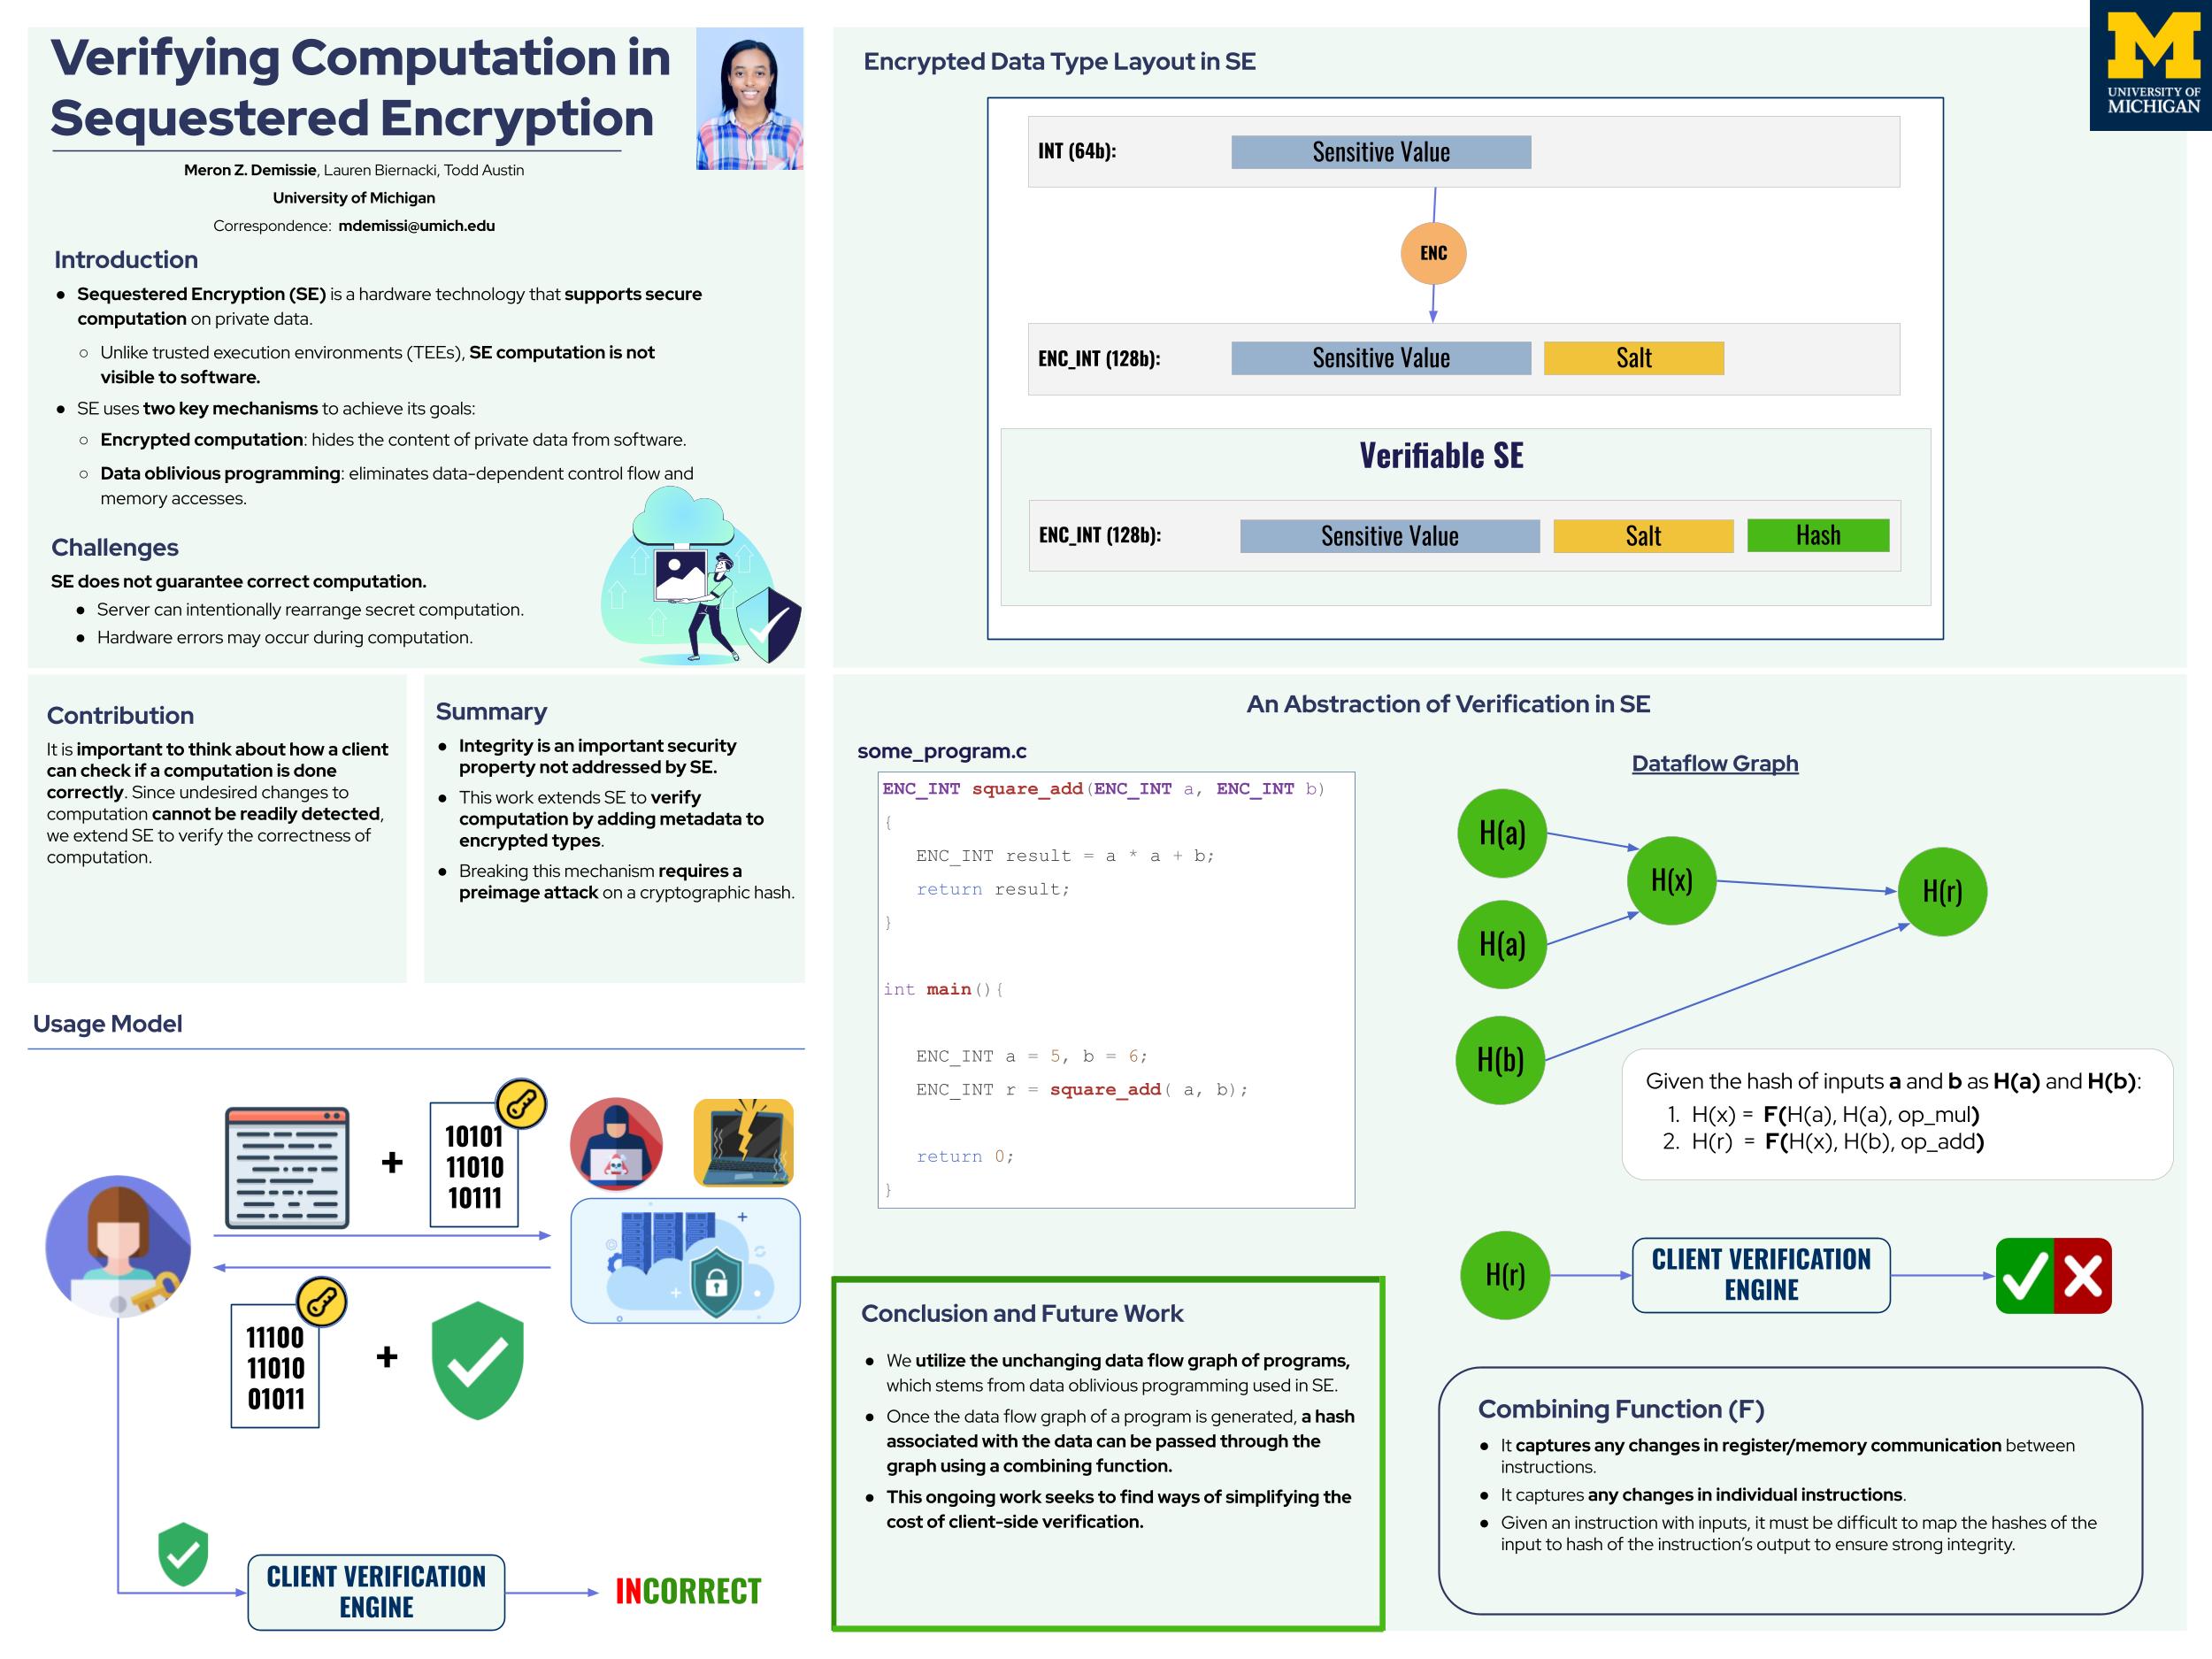 Verifying Computation in
Sequestered Encryption
Meron Z. Demissie, Lauren Biernacki, Todd Austin
University of Michigan
Correspondence: mdemissi@umich.edu
Introduction
● Sequestered Encryption (SE) is a hardware technology that supports secure
computation on private data.
○ Unlike trusted execution environments (TEEs), SE computation is not
visible to software.
● SE uses two key mechanisms to achieve its goals:
○ Encrypted computation: hides the content of private data from software.
○ Data oblivious programming: eliminates data-dependent control flow and
memory accesses.
Challenges
SE does not guarantee correct computation.
● Server can intentionally rearrange secret computation.
● Hardware errors may occur during computation.
Contribution
It is important to think about how a client
can check if a computation is done
correctly. Since undesired changes to
computation cannot be readily detected,
we extend SE to verify the correctness of
computation.
Summary
● Integrity is an important security
property not addressed by SE.
● This work extends SE to verify
computation by adding metadata to
encrypted types.
● Breaking this mechanism requires a
preimage attack on a cryptographic hash.
Usage Model
+
10101
11010
10111
11100
11010
01011
+
CLIENT VERIFICATION
ENGINE
INCORRECT
Encrypted Data Type Layout in SE
UNIVERSITY OF
MICHIGAN
INT (64b):
Sensitive Value
ENC
ENC_INT (128b):
Sensitive Value
Salt
Verifiable SE
ENC_INT (128b):
Sensitive Value
Salt
Hash
An Abstraction of Verification in SE
some_program.c
ENC_INT square_add(ENC_INT a, ENC_INT b)
{
ENC_INT result = a * a + b;
return result;
}
int main(){
ENC_INT a = 5, b = 6;
ENC_INT r = square_add( a, b);
return 0;
}
Dataflow Graph
H(a)
H(a)
H(b)
H(x)
H(r)
Given the hash of inputs a and b as H(a) and H(b):
1. H(x) = F(H(a), H(a), op_mul)
2. H(r) = F(H(x), H(b), op_add)
H(r)
CLIENT VERIFICATION
ENGINE
Conclusion and Future Work
● We utilize the unchanging data flow graph of programs,
which stems from data oblivious programming used in SE.
● Once the data flow graph of a program is generated, a hash
associated with the data can be passed through the
graph using a combining function.
● This ongoing work seeks to find ways of simplifying the
cost of client-side verification.
Combining Function (F)
● It captures any changes in register/memory communication between
instructions.
● It captures any changes in individual instructions.
● Given an instruction with inputs, it must be difficult to map the hashes of the
input to hash of the instruction's output to ensure strong integrity.